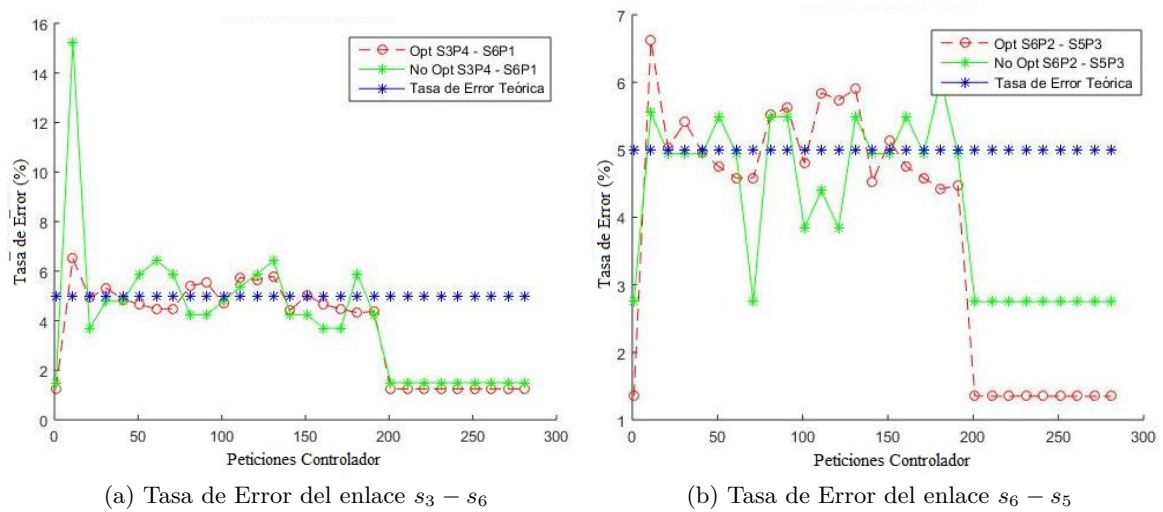 16
14
12
10
8
6
4
2
0
Tasa de Error (%)
Opt S3P4 - S6P1
No Opt S3P4 - S6P1
Tasa de Error Teórica
0 50 100 150 200 250 300
Peticiones Controlador
(a) Tasa de Error del enlace s3 − s6
7
6
5
4
3
2
1
Tasa de Error (%)
Opt S6P2 - S5P3
No Opt S6P2 - S5P3
Tasa de Error Teórica
0 50 100 150 200 250 300
Peticiones Controlador
(b) Tasa de Error del enlace s6 − s5